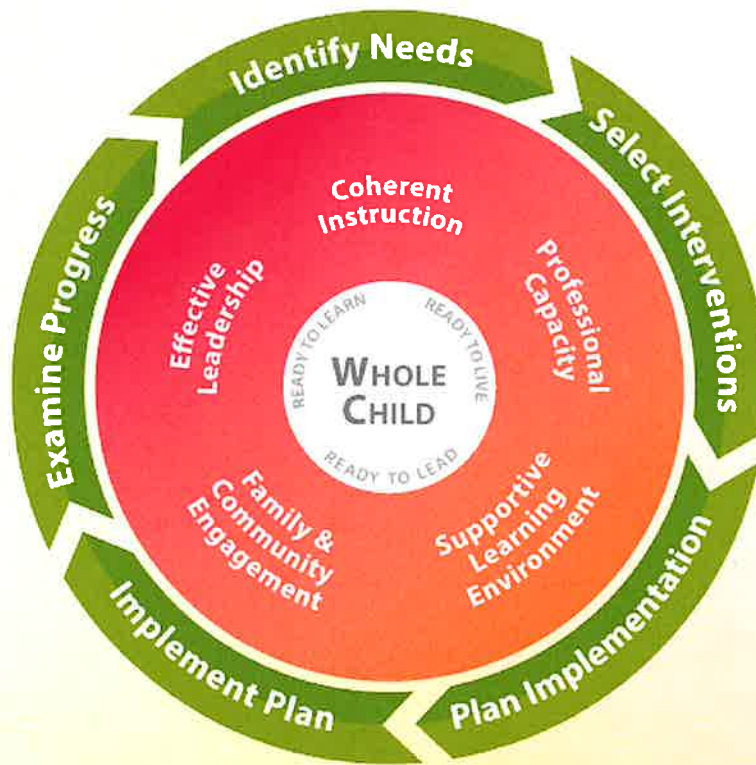 Identify Needs
Select Interventions
Plan Implementation
Implement Plan
Examine Progress
Coherent
Instruction
Professional
Capacity
Supportive
Learning
Environment
Family &
Community
Engagement
Effective
Leadership
READY TO LEARN
READY TO LIVE
READY TO LEAD
WHOLE
CHILD